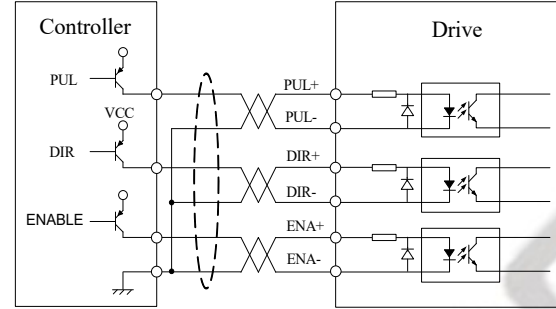 Controller
Drive
PUL
PUL+
VCC
PUL-
DIR
DIR+
DIR-
ENABLE
ENA+
ENA-